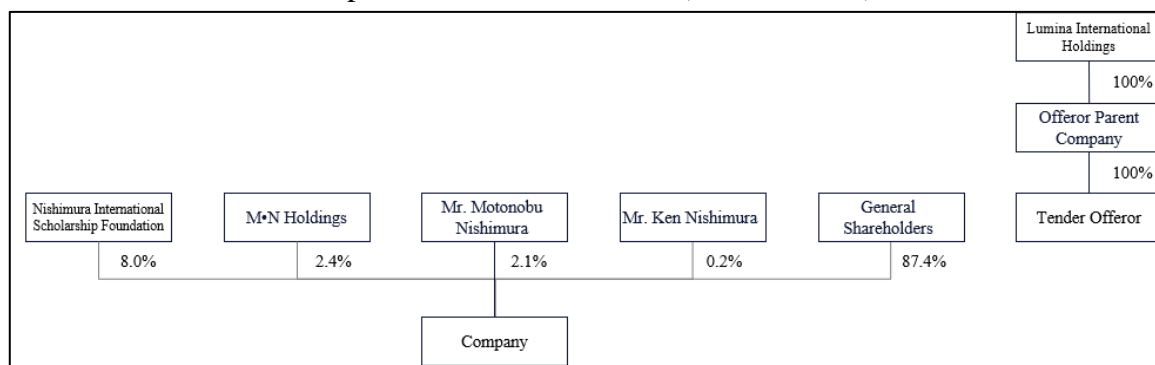 Lumina International
Holdings
100%
Offeror Parent
Company
100%
Nishimura International
Scholarship Foundation
M•N Holdings
Mr. Motonobu
Nishimura
Mr. Ken Nishimura
General
Shareholders
Tender Offeror
8.0%
2.4%
2.1%
0.2%
87.4%
Company